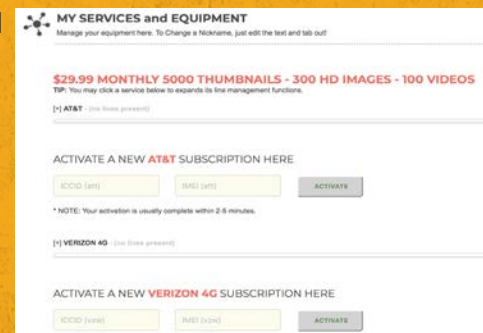 MY SERVICES and EQUIPMENT
Manage your equipment here. To Change a Nickname, just edit the text and tab out!
$29.99 MONTHLY 5000 THUMBNAILS - 300 HD IMAGES - 100 VIDEOS
TIP: You may click a service below to expands its line management functions.
[+] AT&T - (no lines present)
ACTIVATE A NEW AT&T SUBSCRIPTION HERE
ICCID (att) IMEI (att) ACTIVATE
* NOTE: Your activation is usually complete within 2-5 minutes.
[+] VERIZON 4G - (no lines present)
ACTIVATE A NEW VERIZON 4G SUBSCRIPTION HERE
ICCID (vzw) IMEI (vzw) ACTIVATE